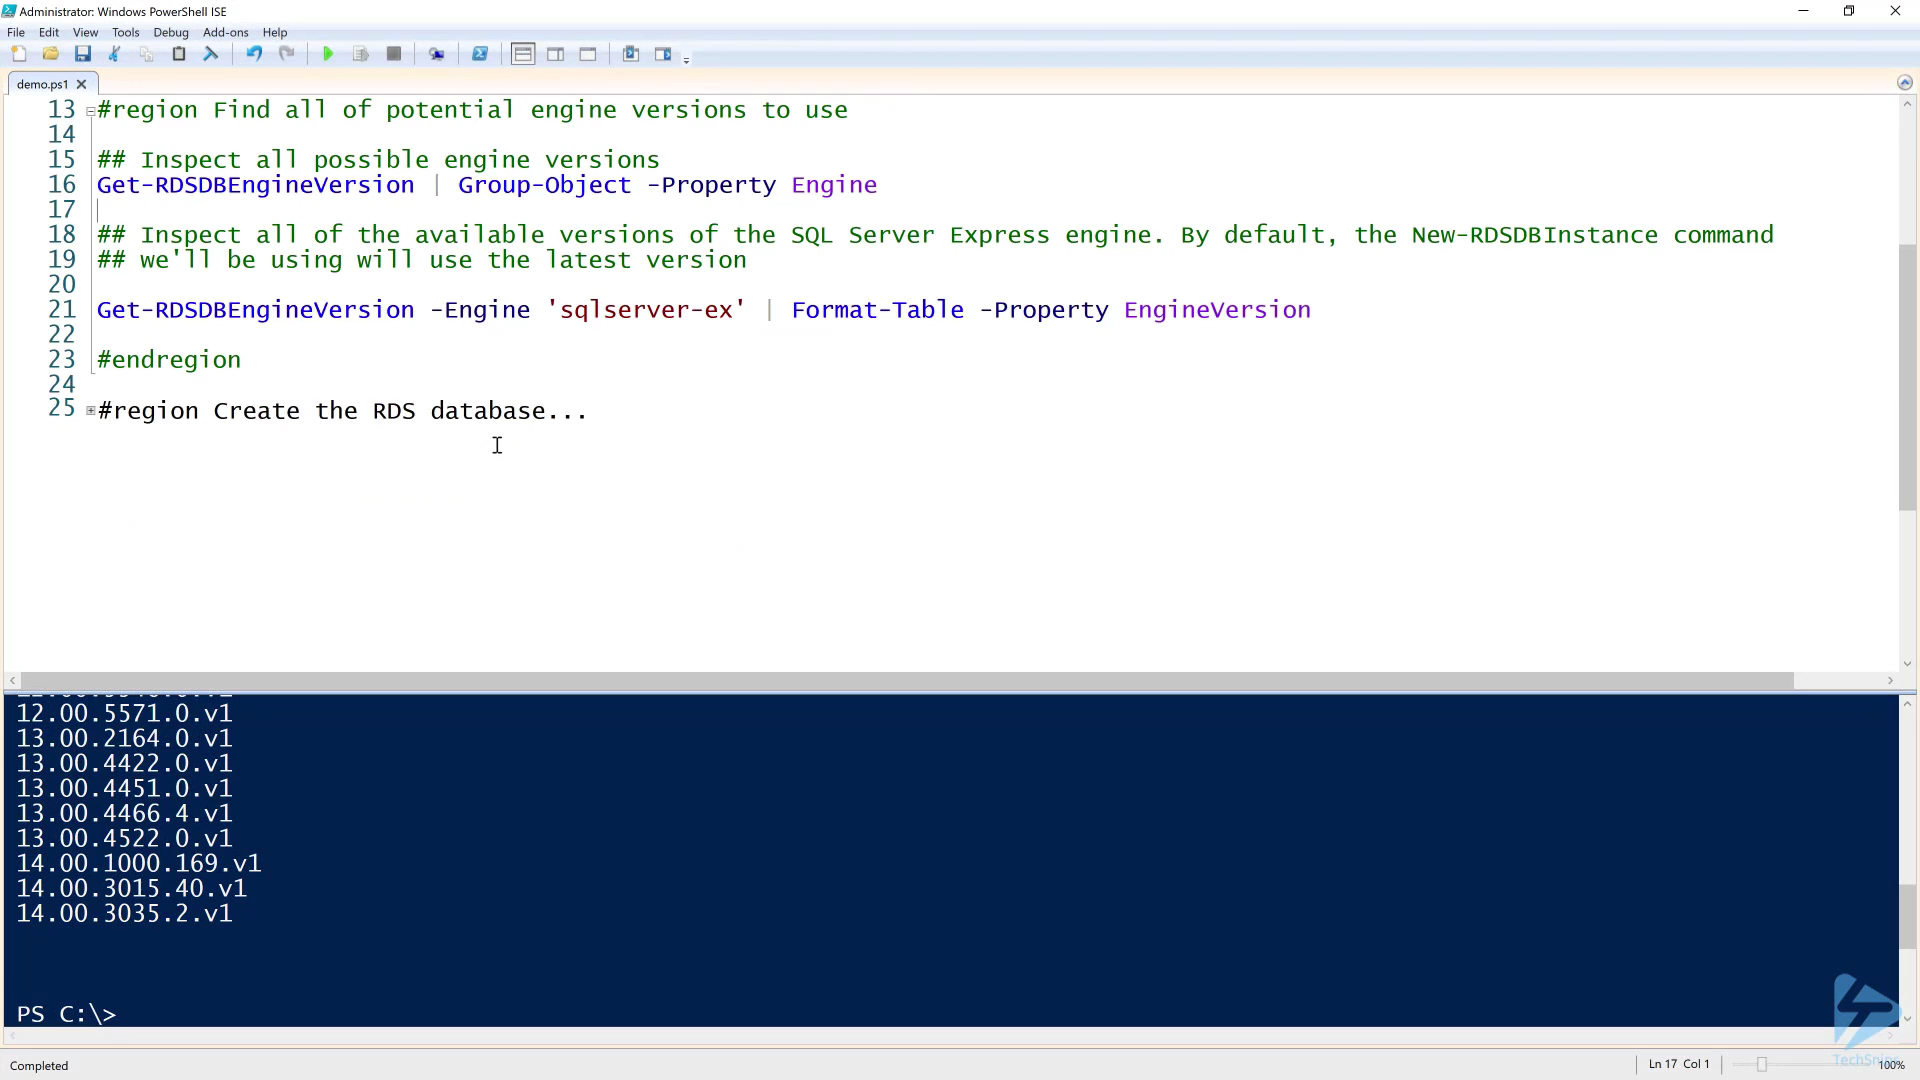 Administrator: Windows PowerShell ISE
File Edit View Tools Debug Add-ons Help
demo.ps1
13 #region Find all of potential engine versions to use
14
15 ## Inspect all possible engine versions
16 Get-RDSDBEngineVersion | Group-Object -Property Engine
17
18 ## Inspect all of the available versions of the SQL Server Express engine. By default, the New-RDSDBInstance command
19 ## we'll be using will use the latest version
20
21 Get-RDSDBEngineVersion -Engine 'sqlserver-ex' | Format-Table -Property EngineVersion
22
23 #endregion
24
25 #region Create the RDS database...
12.00.5571.0.v1
13.00.2164.0.v1
13.00.4422.0.v1
13.00.4451.0.v1
13.00.4466.4.v1
13.00.4522.0.v1
14.00.1000.169.v1
14.00.3015.40.v1
14.00.3035.2.v1
PS C:\>
Completed
Ln 17 Col 1
100%